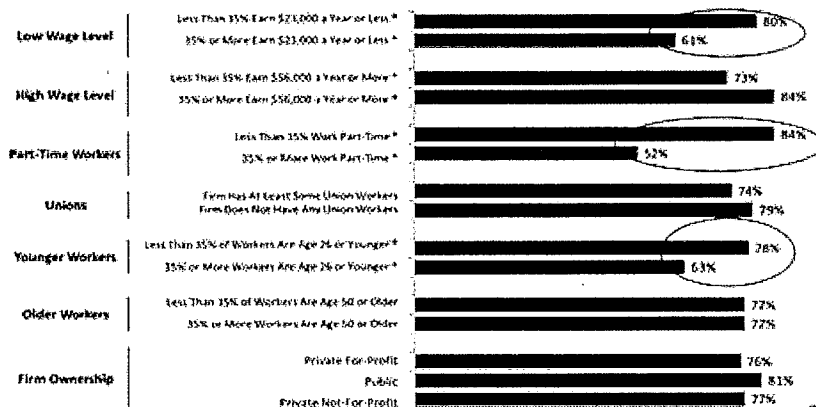 Low Wage Level
Less Than 35% Earn $23,000 a Year or Less * 80%
35% or More Earn $23,000 a Year or Less * 61%
High Wage Level
Less Than 35% Earn $56,000 a Year or More * 73%
35% or More Earn $56,000 a Year or More * 84%
Part-Time Workers
Less Than 35% Work Part-Time * 84%
35% or More Work Part-Time * 52%
Unions
Firm Has At Least Some Union Workers 74%
Firm Does Not Have Any Union Workers 79%
Younger Workers
Less Than 35% of Workers Are Age 26 or Younger * 78%
35% or More Workers Are Age 26 or Younger * 63%
Older Workers
Less Than 35% of Workers Are Age 50 or Older 77%
35% or More Workers Are Age 50 or Older 77%
Firm Ownership
Private For-Profit 76%
Public 81%
Private Not-For-Profit 77%